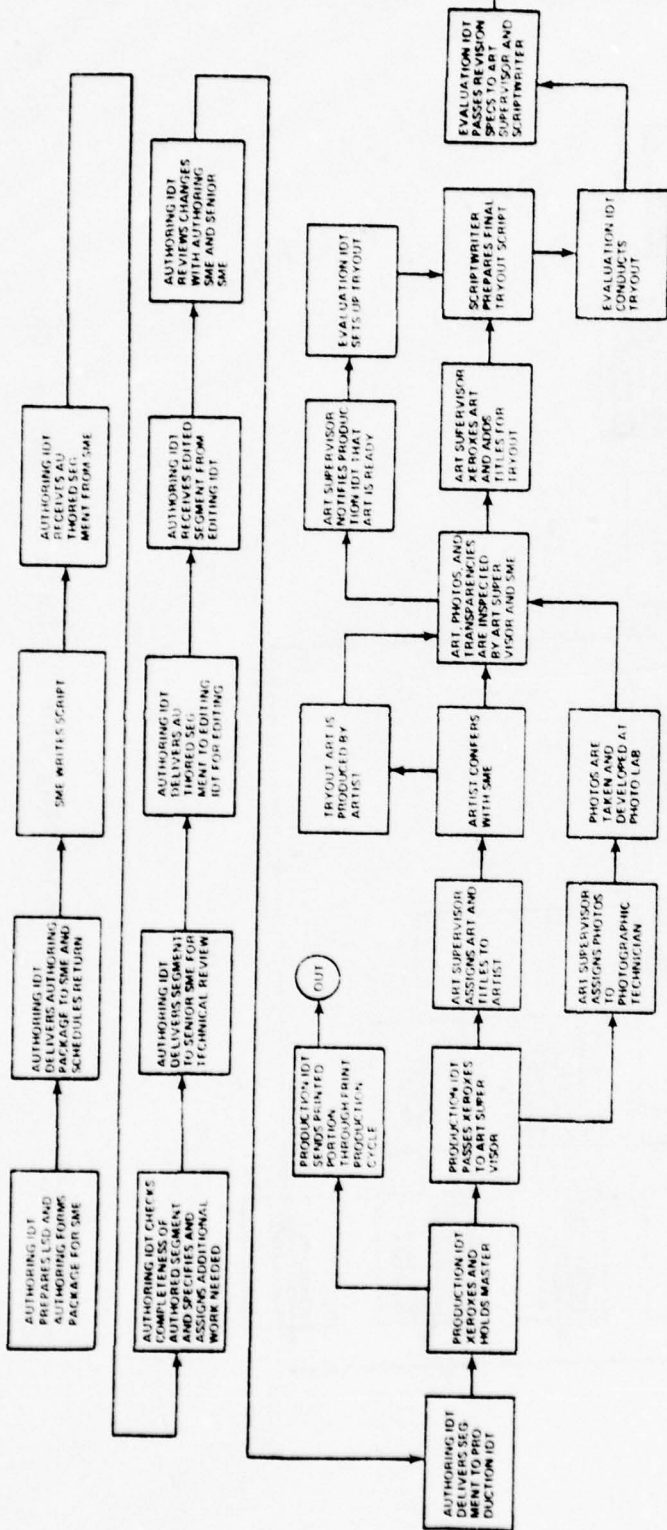 AUTHORING IDT
PREPARES LSD AND
AUTHORING FORMS
PACKAGE FOR SME
AUTHORING IDT
DELIVERS AUTHORING
PACKAGE TO SME AND
SCHEDULES RETURN
SME WRITES SCRIPT
AUTHORING IDT
RECEIVES AU
THORED SEG
MENT FROM SME
AUTHORING IDT CHECKS
COMPLETENESS OF
AUTHORED SEGMENT
AND SPECIFIES AND
ASSIGNS ADDITIONAL
WORK NEEDED
AUTHORING IDT
DELIVERS SEGMENT
TO SENIOR SME FOR
TECHNICAL REVIEW
AUTHORING IDT
DELIVERS AU
THORED SEG
MENT TO EDITING
IDT FOR EDITING
AUTHORING IDT
RECEIVES EDITED
SEGMENT FROM
EDITING IDT
AUTHORING IDT
REVIEWS CHANGES
WITH AUTHORING
SME AND SENIOR
SME
AUTHORING IDT
DELIVERS SEG
MENT TO PRO
DUCTION IDT
PRODUCTION IDT
XEROXES AND
HOLDS MASTER
PRODUCTION IDT
SENDS PRINTED
PORTION
THROUGH PRINT
PRODUCTION
CYCLE
OUT
PRODUCTION IDT
PASSES XEROXES
TO ART SUPER
VISOR
ART SUPERVISOR
ASSIGNS ART AND
TITLES TO
ARTIST
ART SUPERVISOR
ASSIGNS PHOTOS
TO
PHOTOGRAPHIC
TECHNICIAN
TRYOUT ART IS
PRODUCED BY
ARTIST
ARTIST CONFERS
WITH SME
PHOTOS ARE
TAKEN AND
DEVELOPED AT
PHOTO LAB
ART, PHOTOS, AND
TRANSPARENCIES
ARE INSPECTED
BY ART SUPER
VISOR AND SME
ART SUPERVISOR
NOTIFIES PRODUC
TION IDT THAT
ART IS READY
ART SUPERVISOR
XEROXES ART
AND ADDS
TITLES FOR
TRYOUT
EVALUATION IDT
SETS UP TRYOUT
SCRIPTWRITER
PREPARES FINAL
TRYOUT SCRIPT
EVALUATION IDT
CONDUCTS
TRYOUT
EVALUATION IDT
PASSES REVISION
SPECS TO ART
SUPERVISOR AND
SCRIPTWRITER